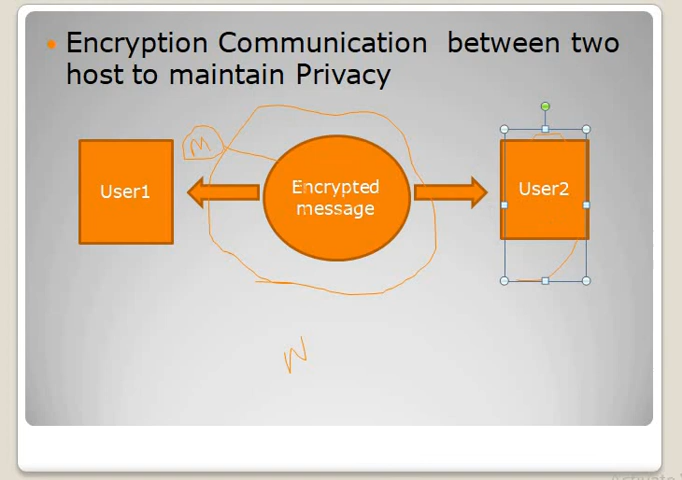 Encryption Communication between two
host to maintain Privacy
M
User1
Encrypted
message
User2
N